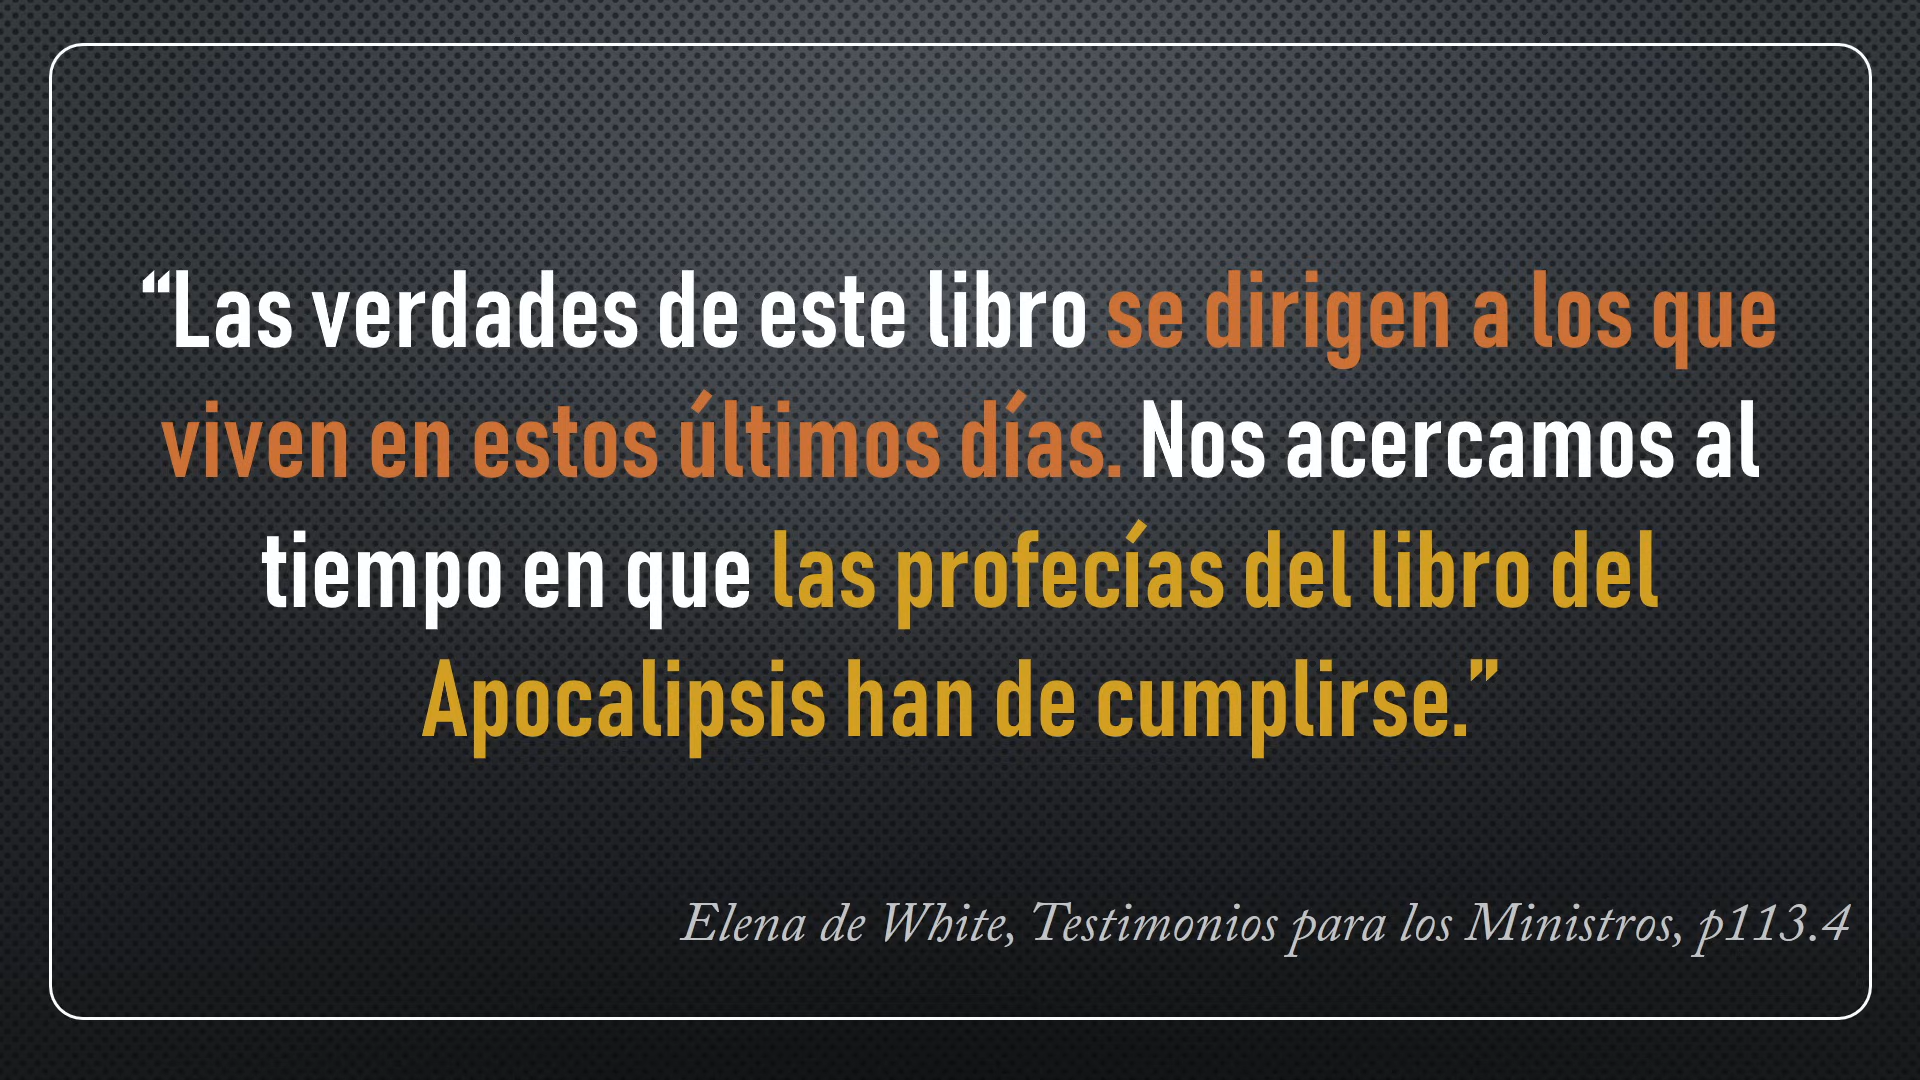 “Las verdades de este libro se dirigen a los que
viven en estos últimos días. Nos acercamos al
tiempo en que las profecías del libro del
Apocalipsis han de cumplirse.”
Elena de White, Testimonios para los Ministros, p113.4